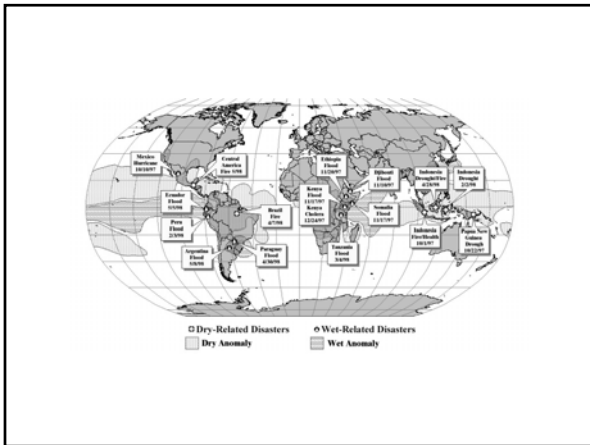 Mexico
Hurricane
10/10/97
Central
America
Fire 5/98
Ecuador
Flood
5/5/98
Peru
Flood
2/3/98
Brazil
Fire
4/7/98
Argentina
Flood
5/8/98
Paraguay
Flood
4/30/98
Ethiopia
Flood
11/20/97
Djibouti
Flood
11/10/97
Kenya
Flood
11/17/97
Kenya
Cholera
12/24/97
Somalia
Flood
11/17/97
Tanzania
Flood
3/4/98
Indonesia
Drought/Fire
4/28/98
Indonesia
Drought
2/2/98
Indonesia
Fire/Health
10/1/97
Papua New
Guinea
Drough
10/22/97
Dry-Related Disasters
Wet-Related Disasters
Dry Anomaly
Wet Anomaly